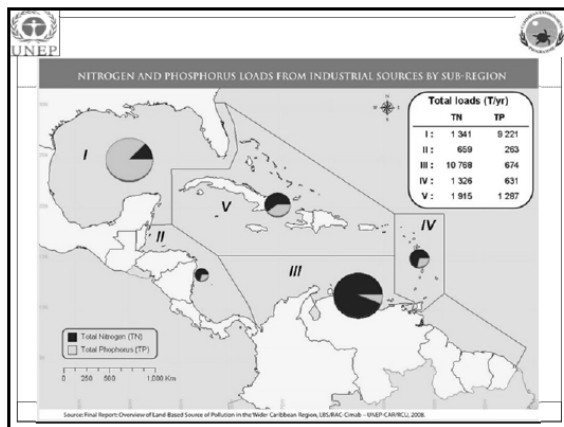 UNEP
NITROGEN AND PHOSPHORUS LOADS FROM INDUSTRIAL SOURCES BY SUB-REGION
Total loads (T/yr)
TN TP
I : 1 341 9 221
II : 659 263
III : 10 768 674
IV : 1 326 631
V : 1 915 1 287
I
II
III
IV
V
Total Nitrogen (TN)
Total Phophorus (TP)
0 250 500 1,000 Km
Source: Final Report: Overview of Land Based Source of Pollution in the Wider Caribbean Region, LBS/RAC-Cimab – UNEP-CAR/RCU, 2008.